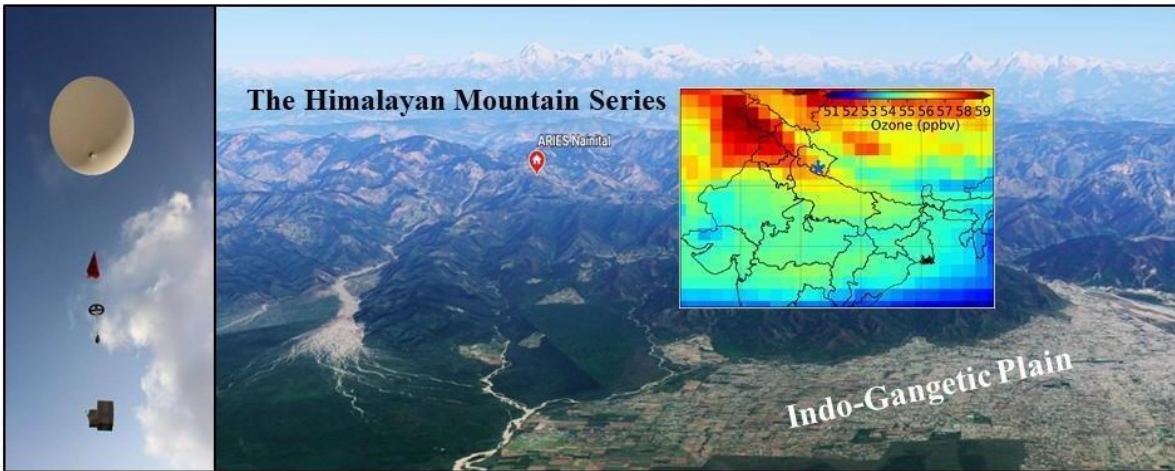 The Himalayan Mountain Series
ARIES Nainital
51 52 53 54 55 56 57 58 59
Ozone (ppbv)
Indo-Gangetic Plain